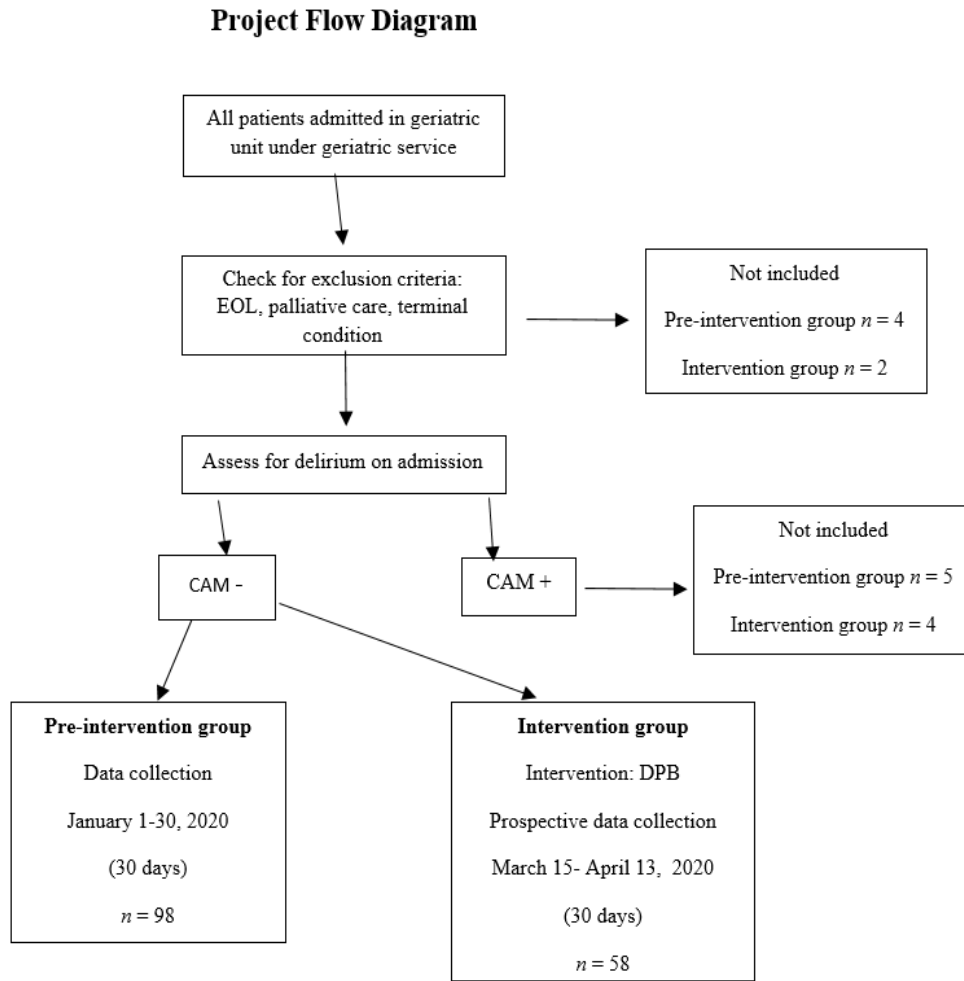 Project Flow Diagram
All patients admitted in geriatric
unit under geriatric service
Check for exclusion criteria:
EOL, palliative care, terminal
condition
Not included
Pre-intervention group n = 4
Intervention group n = 2
Assess for delirium on admission
CAM -
CAM +
Not included
Pre-intervention group n = 5
Intervention group n = 4
Pre-intervention group
Data collection
January 1-30, 2020
(30 days)
n = 98
Intervention group
Intervention: DPB
Prospective data collection
March 15- April 13, 2020
(30 days)
n = 58